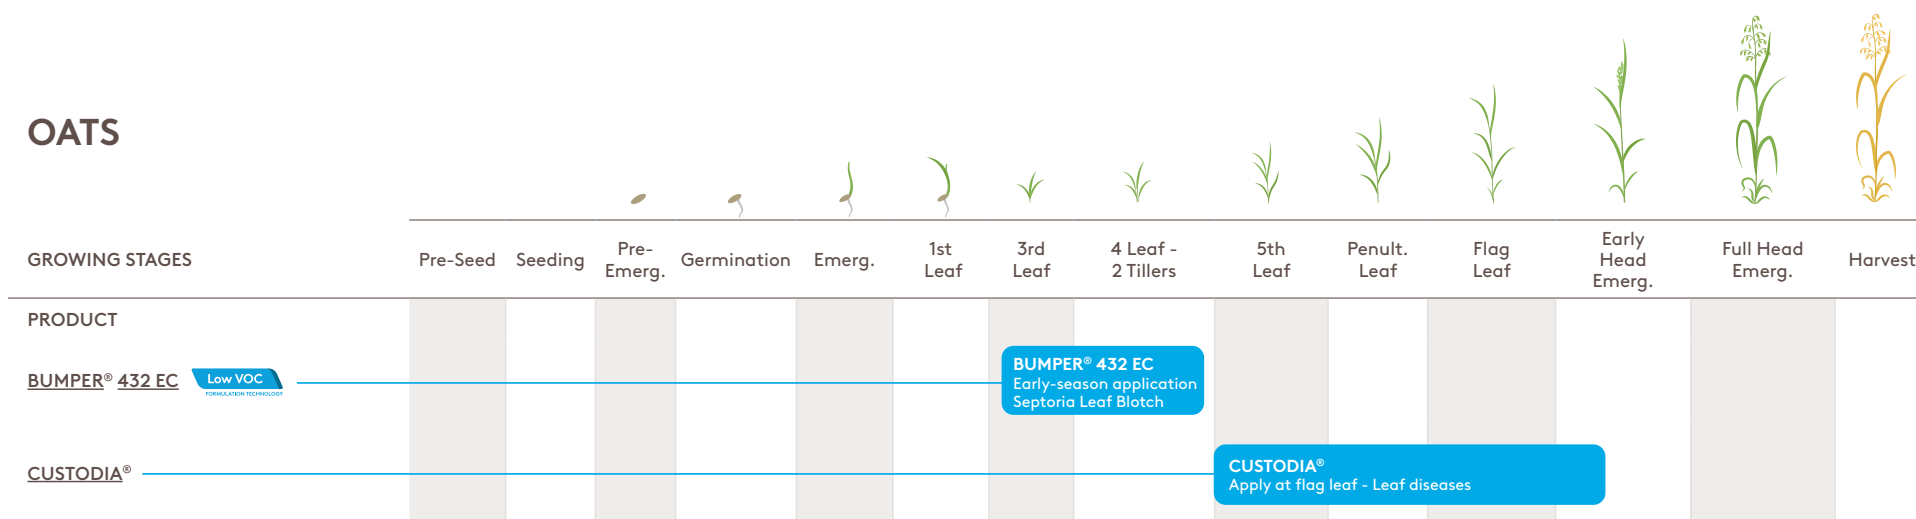 OATS
GROWING STAGES
Pre-Seed
Seeding
Pre-
Emerg.
Germination
Emerg.
1st
Leaf
3rd
Leaf
4 Leaf -
2 Tillers
5th
Leaf
Penult.
Leaf
Flag
Leaf
Early
Head
Emerg.
Full Head
Emerg.
Harvest
PRODUCT
BUMPER® 432 EC
Low VOC
FORMULATION TECHNOLOGY
BUMPER® 432 EC
Early-season application
Septoria Leaf Blotch
CUSTODIA®
CUSTODIA®
Apply at flag leaf - Leaf diseases